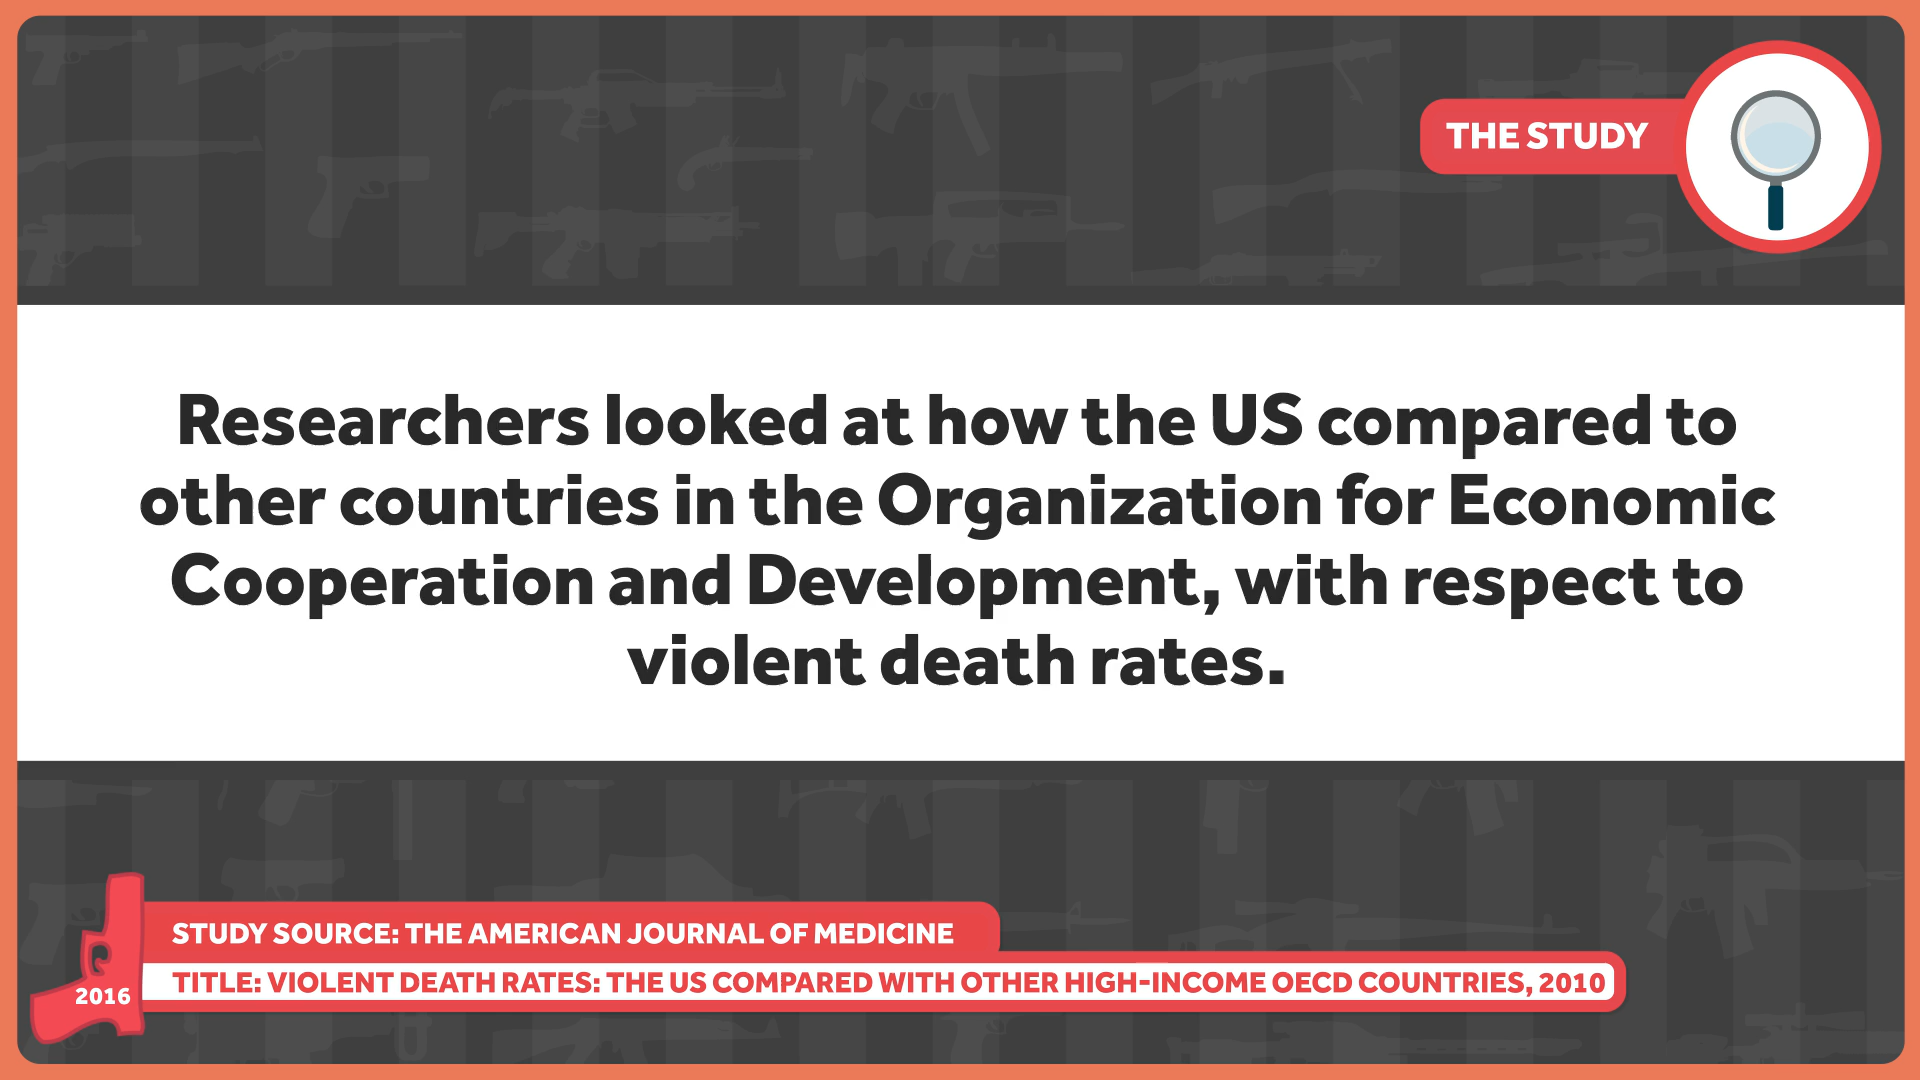 THE STUDY
Researchers looked at how the US compared to
other countries in the Organization for Economic
Cooperation and Development, with respect to
violent death rates.
STUDY SOURCE: THE AMERICAN JOURNAL OF MEDICINE
TITLE: VIOLENT DEATH RATES: THE US COMPARED WITH OTHER HIGH-INCOME OECD COUNTRIES, 2010
2016